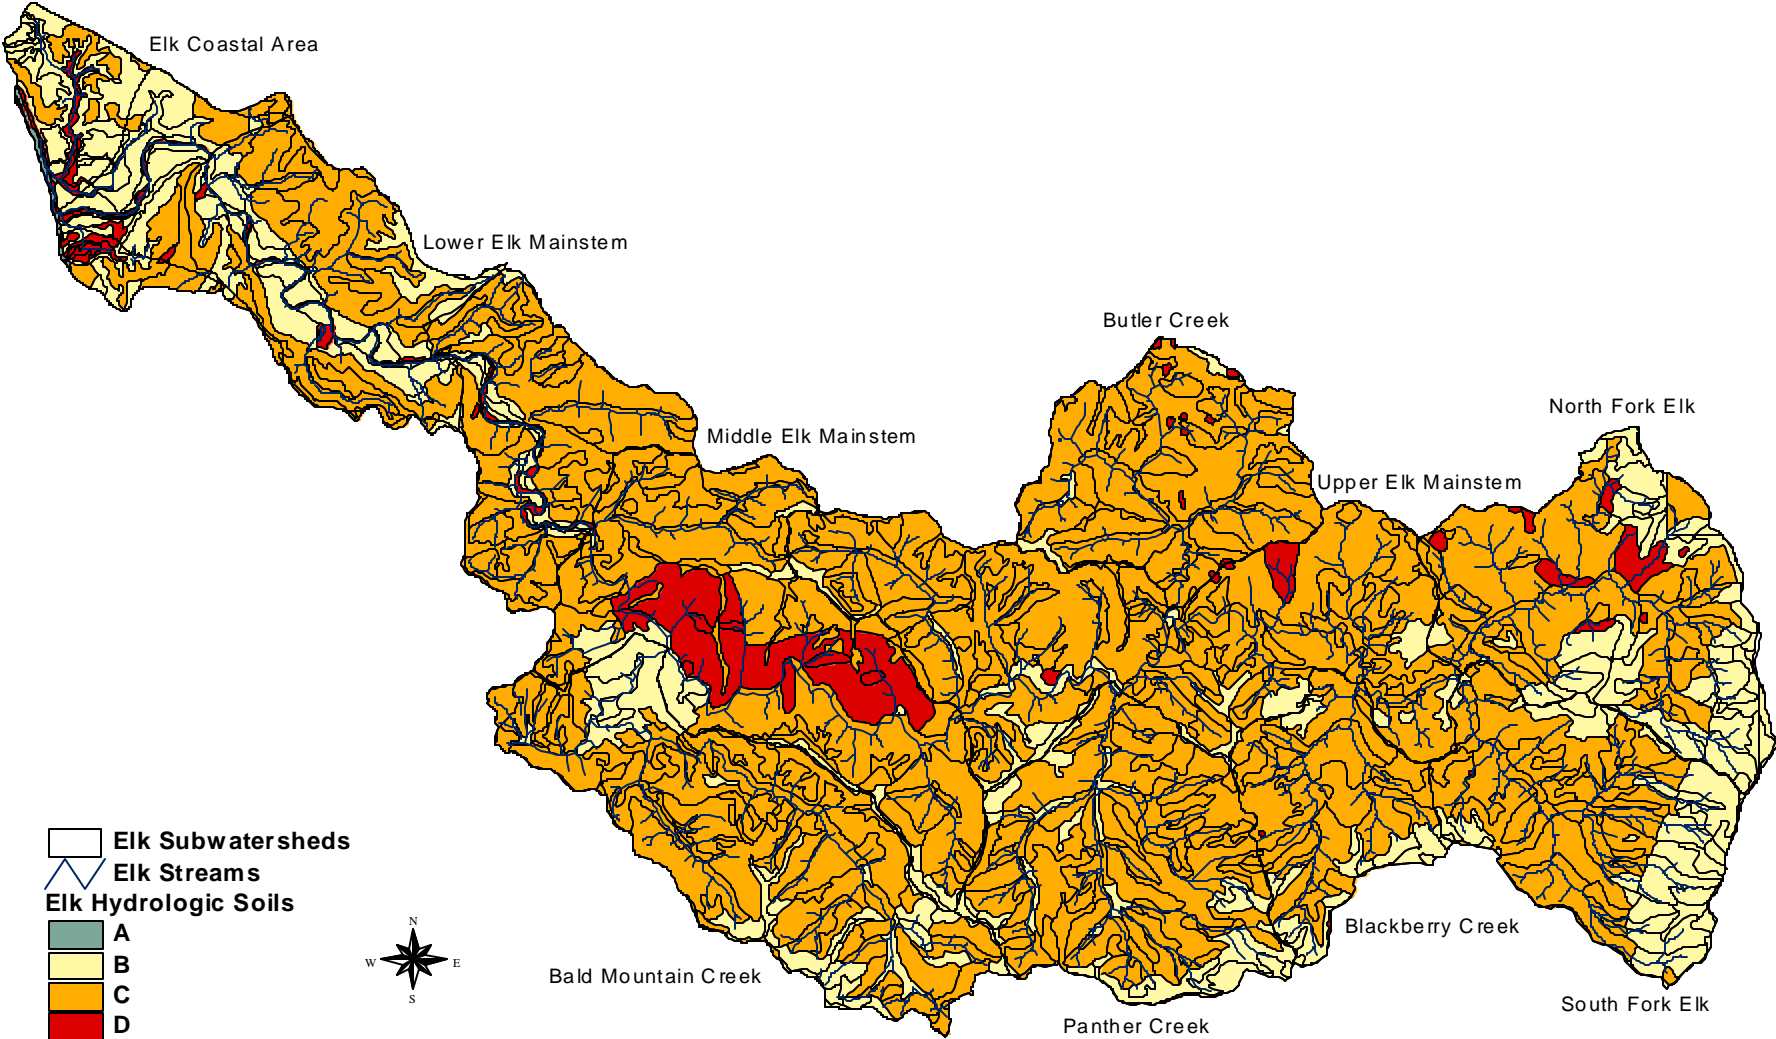 Elk Coastal Area
Lower Elk Mainstem
Butler Creek
North Fork Elk
Middle Elk Mainstem
Upper Elk Mainstem
Elk Subwatersheds
Elk Streams
Elk Hydrologic Soils
A
B
C
D
N
W E
S
Blackberry Creek
Bald Mountain Creek
South Fork Elk
Panther Creek